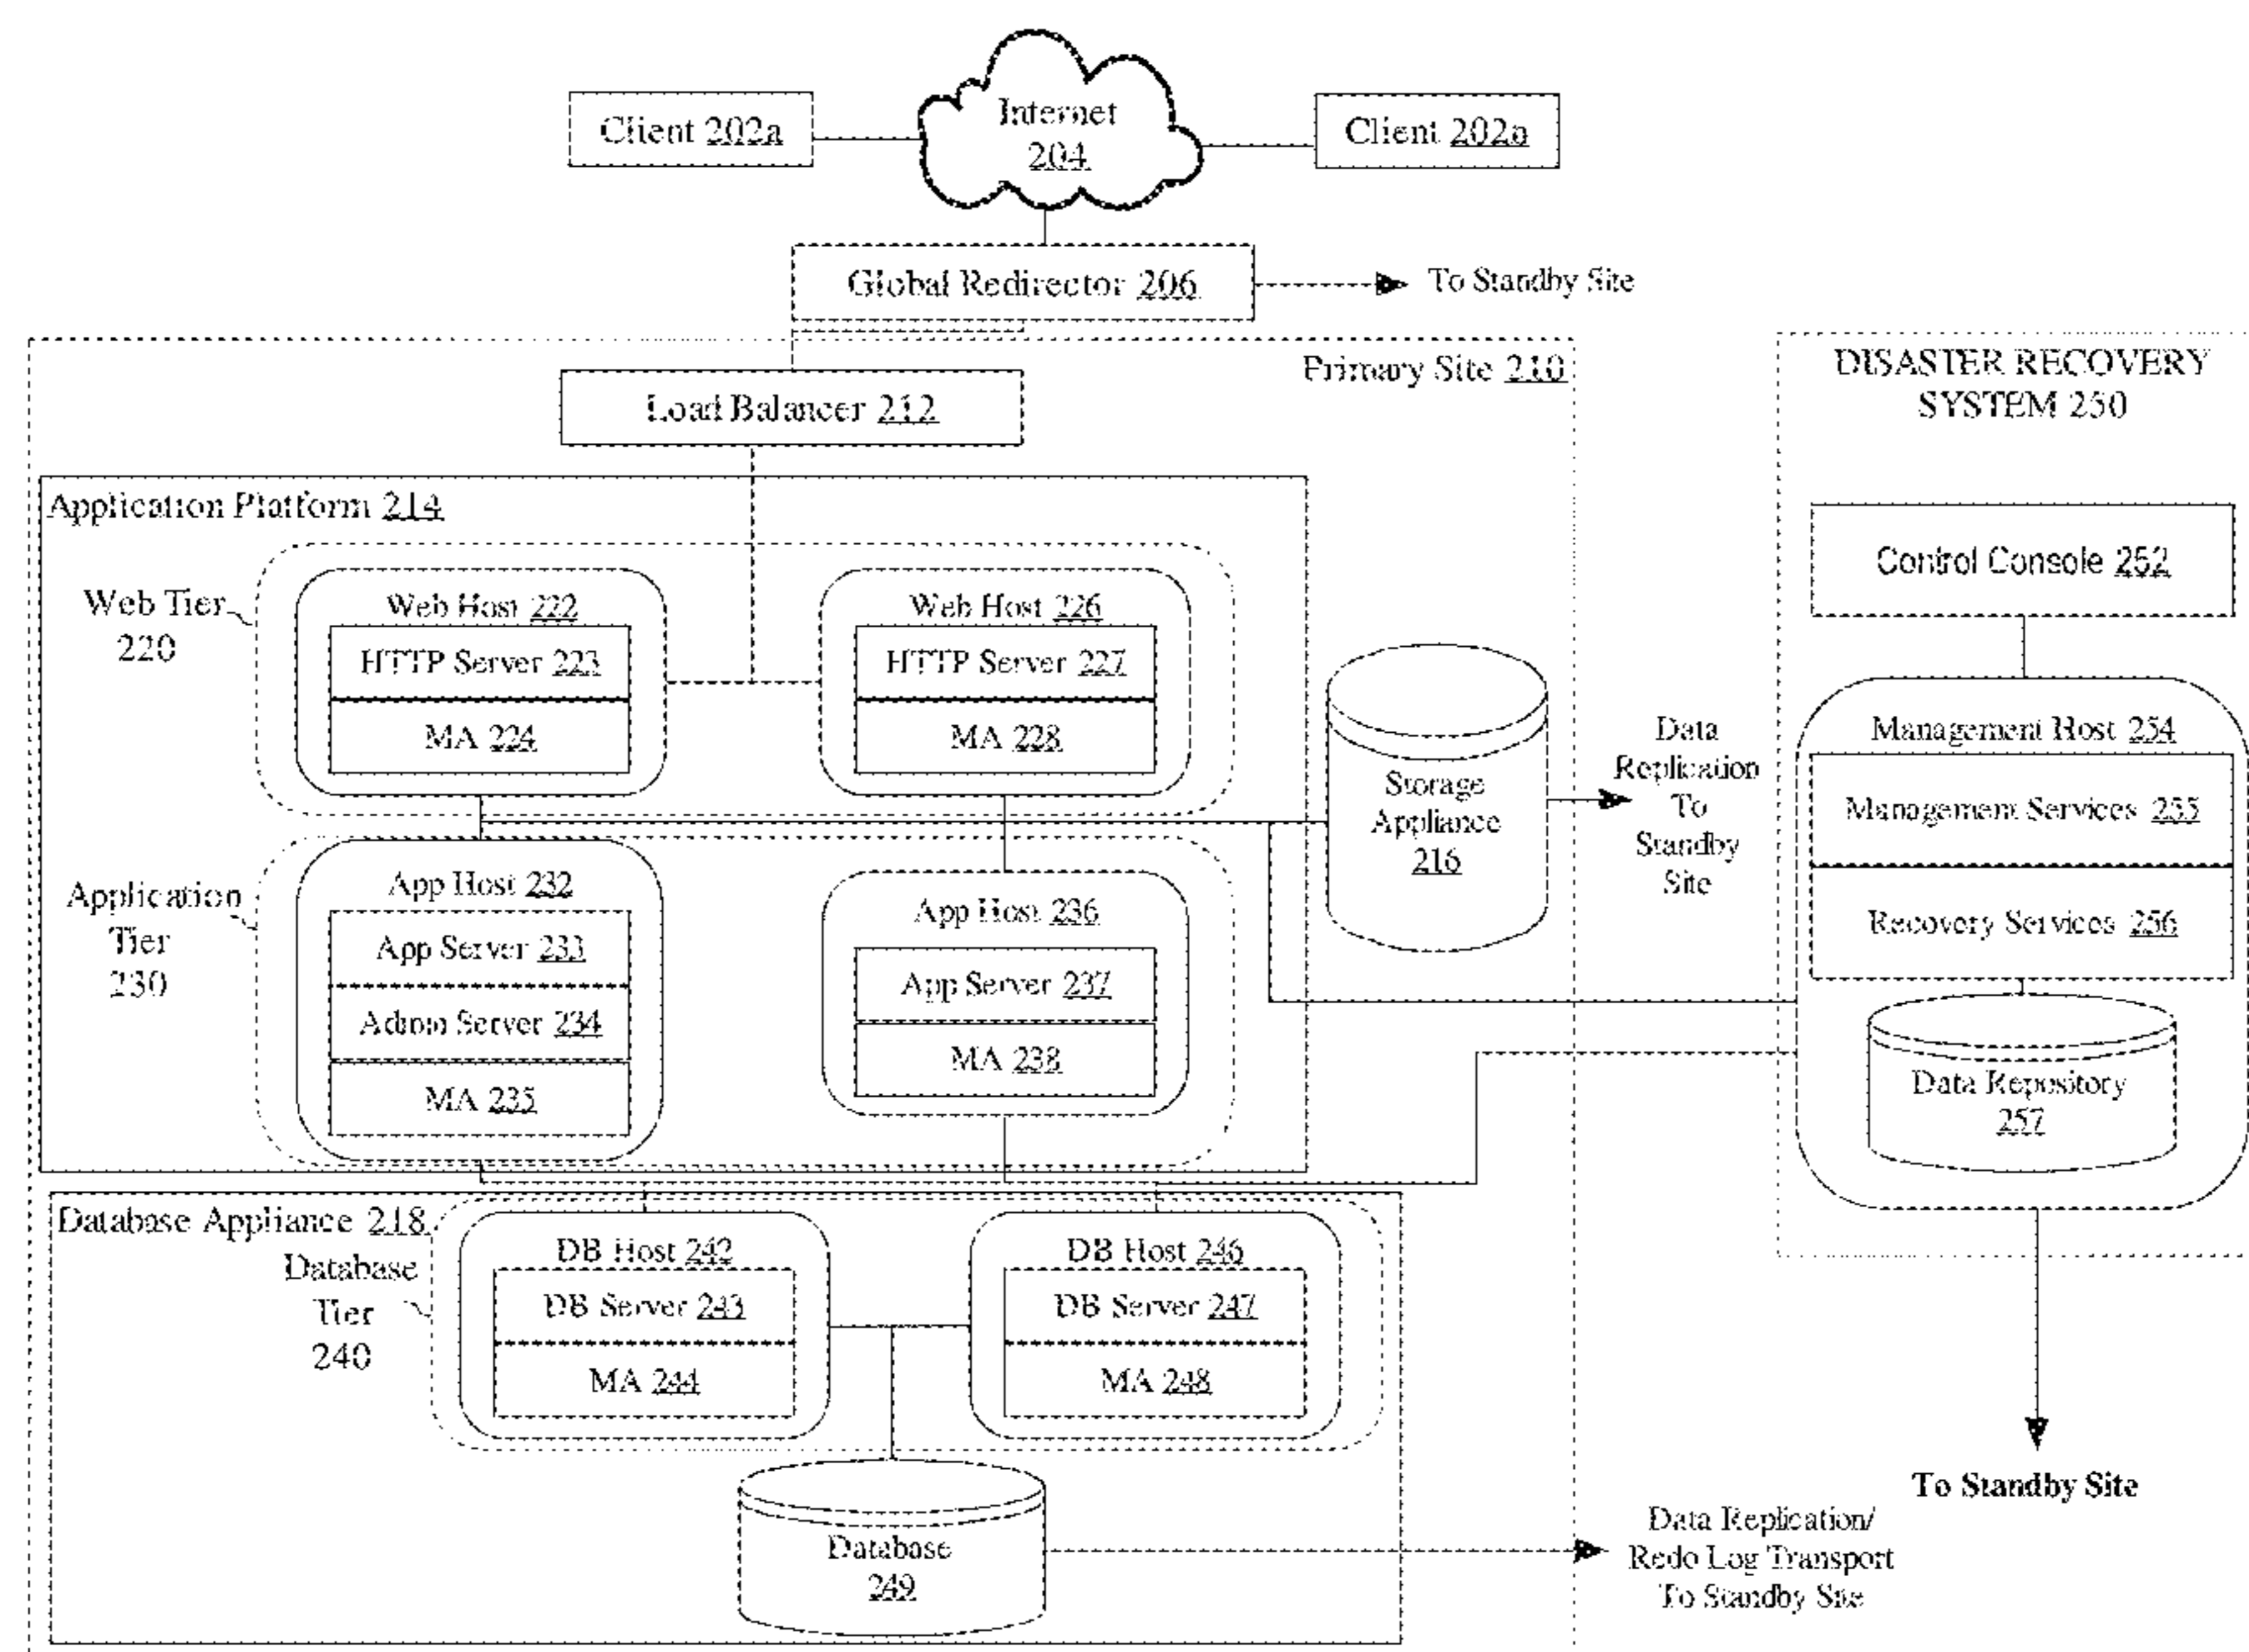 Internet
204
Client 202a
Client 202a
Global Redirector 206
To Standby Site
Primary Site 210
DISASTER RECOVERY
SYSTEM 250
Load Balancer 212
Application Platform 214
Control Console 252
Web Tier
220
Web Host 222
HTTP Server 223
MA 224
Web Host 226
HTTP Server 227
MA 228
Storage
Appliance
216
Data
Replication
To
Standby
Site
Management Host 254
Management Services 255
Recovery Services 256
Data Repository
257
Application
Tier
230
App Host 232
App Server 233
Admin Server 234
MA 235
App Host 236
App Server 237
MA 238
Database Appliance 218
Database
Tier
240
DB Host 242
DB Server 243
MA 244
DB Host 246
DB Server 247
MA 248
Database
249
To Standby Site
Data Replication/
Redo Log Transport
To Standby Site